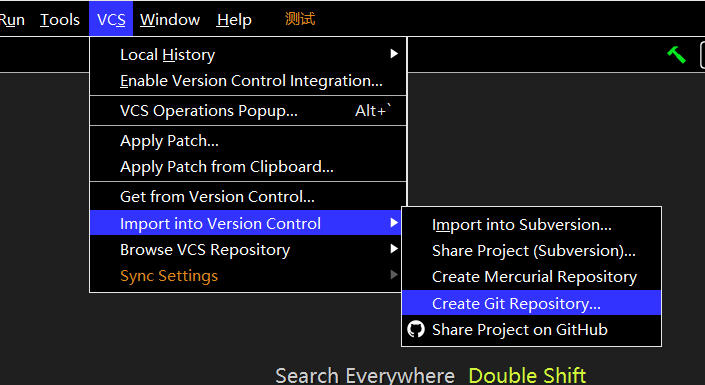 Run Tools VCS Window Help 测试
Local History
Enable Version Control Integration...
VCS Operations Popup... Alt+`
Apply Patch...
Apply Patch from Clipboard...
Get from Version Control...
Import into Version Control
Browse VCS Repository
Sync Settings
Import into Subversion...
Share Project (Subversion)...
Create Mercurial Repository
Create Git Repository...
Share Project on GitHub
Search Everywhere Double Shift